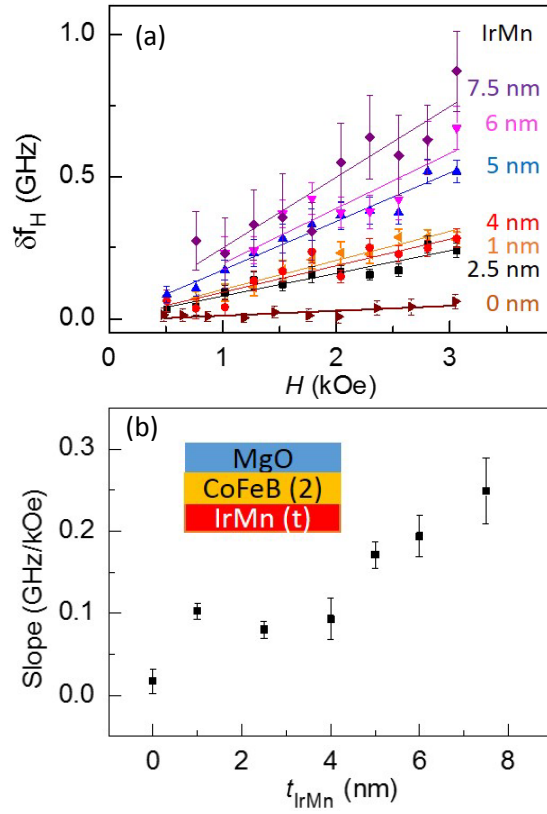 (a)
IrMn
1.0
7.5 nm
6 nm
5 nm
0.5
4 nm
1 nm
2.5 nm
0.0
0 nm
δf_H (GHz)
0 1 2 3
H (kOe)
(b)
0.3
MgO
CoFeB (2)
IrMn (t)
0.2
0.1
0.0
Slope (GHz/kOe)
0 2 4 6 8
t_IrMn (nm)